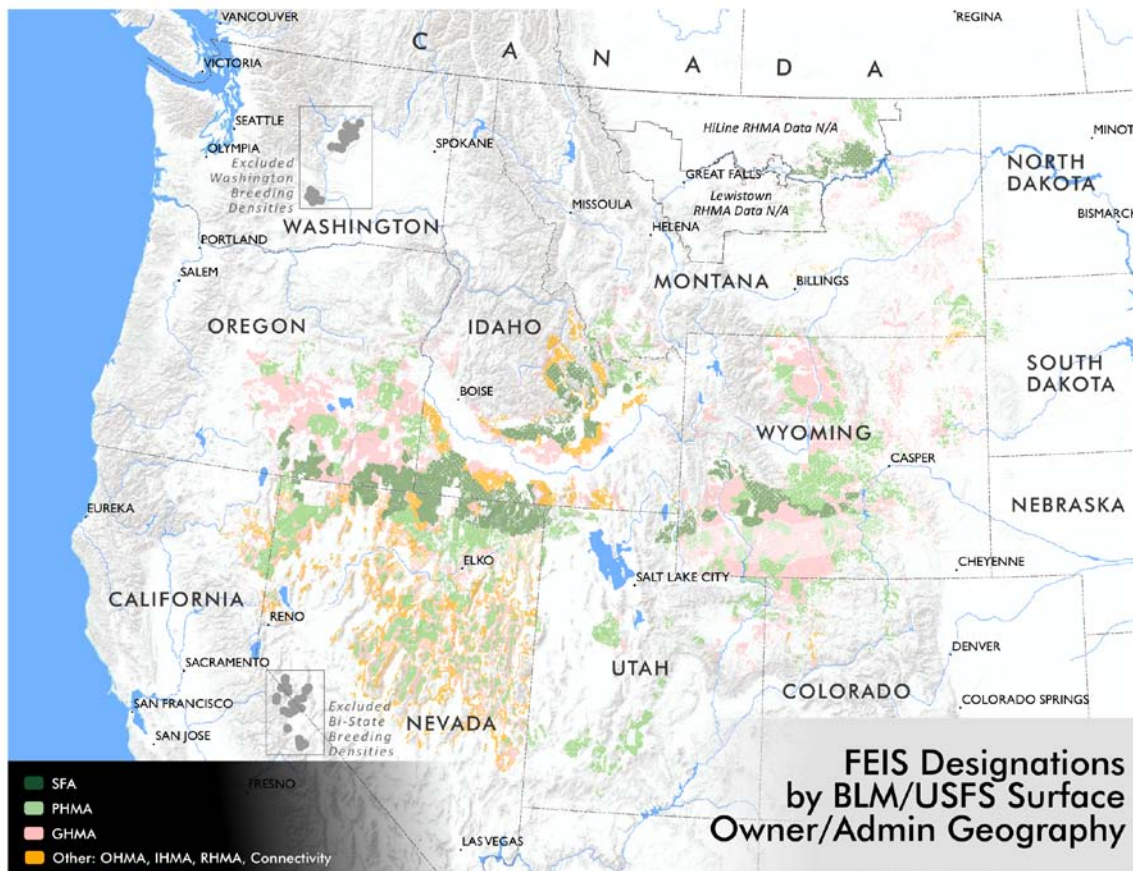 VANCOUVER
REGINA
C A N A D A
VICTORIA
SEATTLE
OLYMPIA
SPOKANE
Excluded
Washington
Breeding
Densities
WASHINGTON
HiLine RHMA Data N/A
MINOT
GREAT FALLS
Lewistown
RHMA Data N/A
NORTH
DAKOTA
MISSOULA
HELENA
BISMARCK
PORTLAND
SALEM
MONTANA
BILLINGS
OREGON
IDAHO
BOISE
SOUTH
DAKOTA
WYOMING
CASPER
NEBRASKA
EUREKA
ELKO
CHEYENNE
SALT LAKE CITY
CALIFORNIA
RENO
SACRAMENTO
UTAH
DENVER
COLORADO
COLORADO SPRINGS
SAN FRANCISCO
SAN JOSE
Excluded
Bi-State
Breeding
Densities
NEVADA
FRESNO
LAS VEGAS
SFA
PHMA
GHMA
Other: OHMA, IHMA, RHMA, Connectivity
FEIS Designations
by BLM/USFS Surface
Owner/Admin Geography